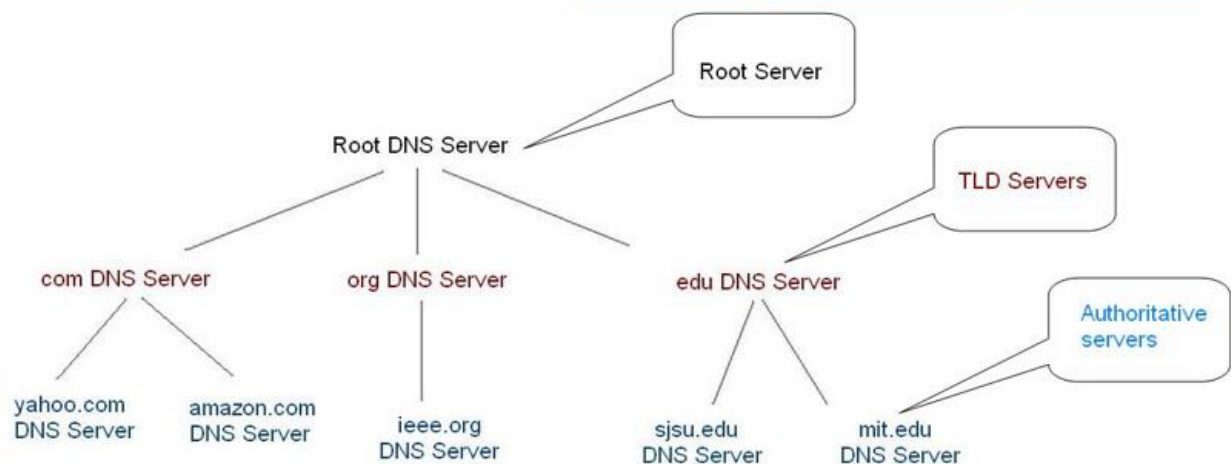 Root Server
Root DNS Server
TLD Servers
com DNS Server
org DNS Server
edu DNS Server
Authoritative
servers
yahoo.com
DNS Server
amazon.com
DNS Server
ieee.org
DNS Server
sjsu.edu
DNS Server
mit.edu
DNS Server